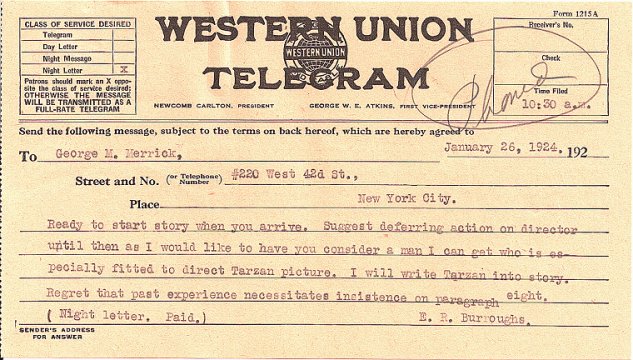 CLASS OF SERVICE DESIRED
Telegram
Day Letter
Night Message
Night Letter X
Patrons should mark an X oppo-
site the class of service desired;
OTHERWISE THE MESSAGE
WILL BE TRANSMITTED AS A
FULL-RATE TELEGRAM
WESTERN UNION
WESTERN UNION
TELEGRAM
NEWCOMB CARLTON, PRESIDENT GEORGE W. E. ATKINS, FIRST VICE-PRESIDENT
Form 1215A
Receiver's No.
Check
Phoned
Time Filed
10:30 a.m.
Send the following message, subject to the terms on back hereof, which are hereby agreed to
January 26, 1924, 192
To George M. Merrick,
Street and No. (or Telephone Number) #220 West 42d St.,
Place New York City.
Ready to start story when you arrive. Suggest deferring action on director
until then as I would like to have you consider a man I can get who is es-
pecially fitted to direct Tarzan picture. I will write Tarzan into story.
Regret that past experience necessitates insistence on paragraph eight.
( Night letter. Paid.) E. R. Burroughs.
SENDER'S ADDRESS
FOR ANSWER